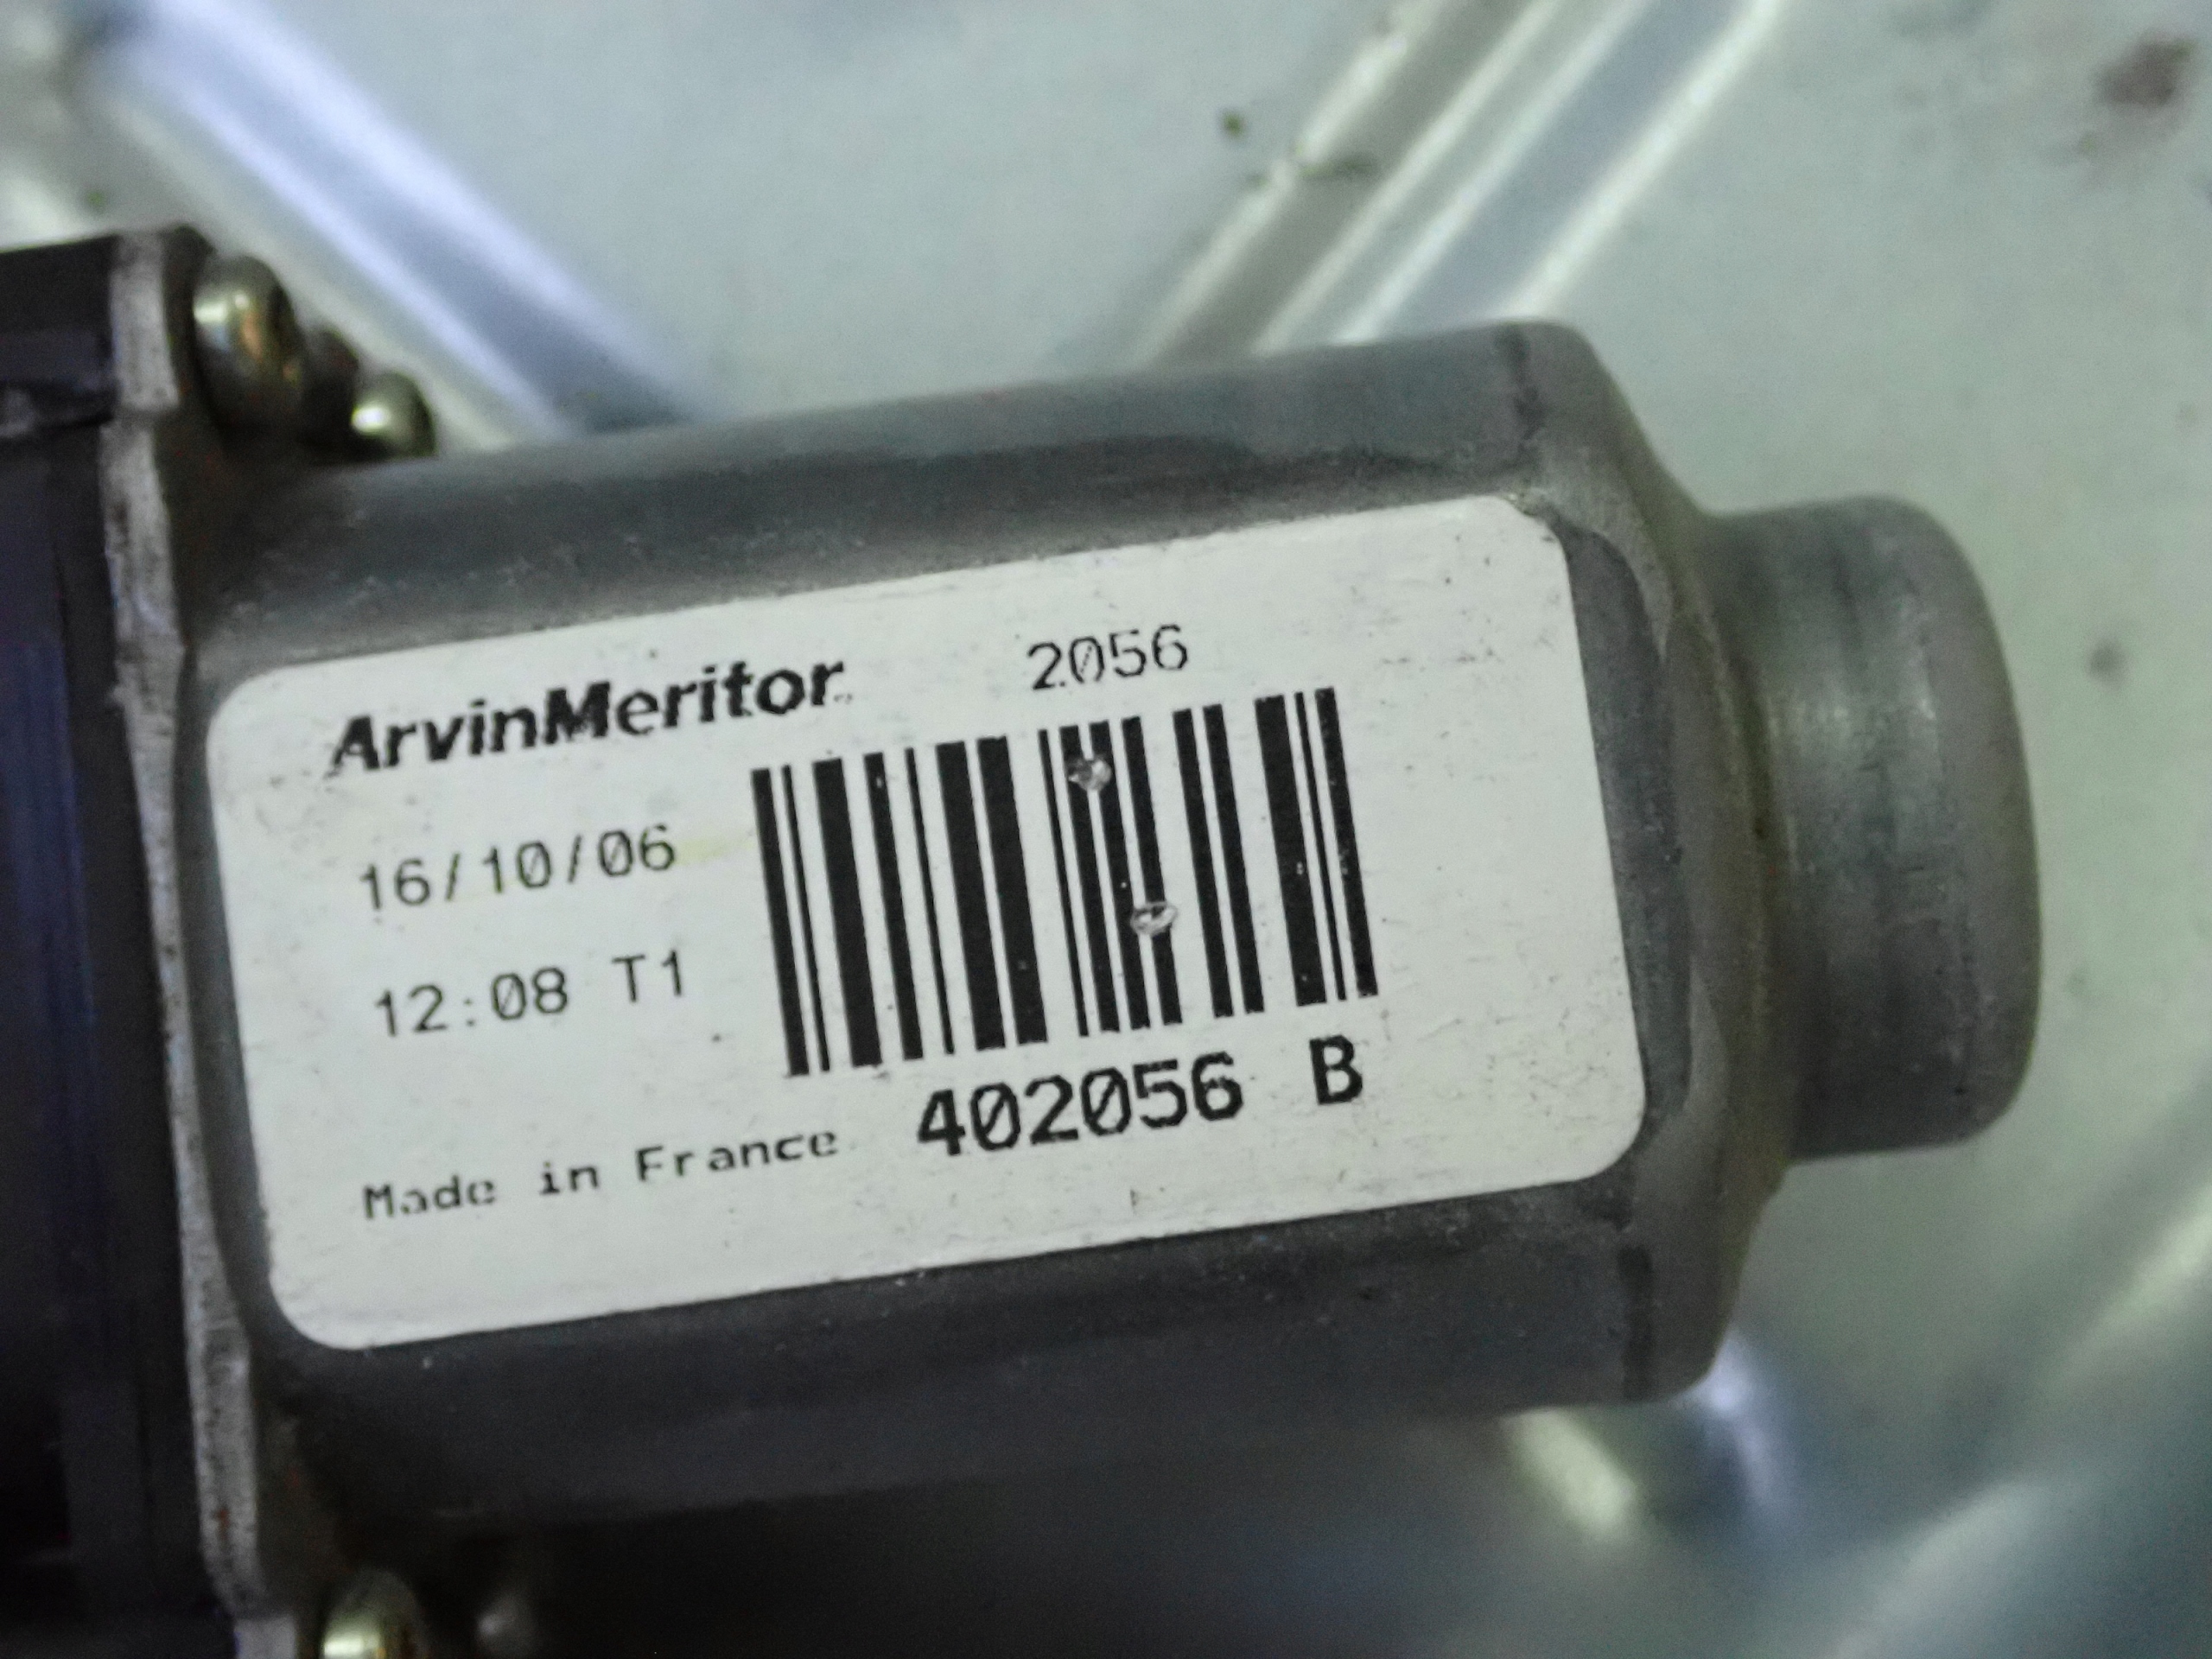 ArvinMeritor 2056
16/10/06
12:08 T1
402056 B
Made in France